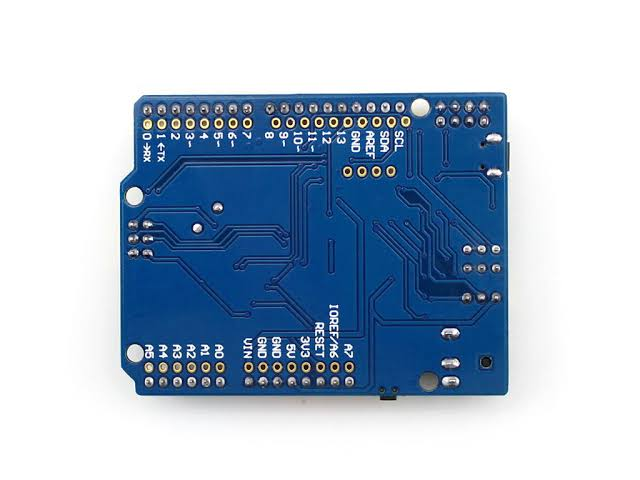 0 →RX
1 ←TX
2
3~
4
5~
6~
7
8
9~
10~
11~
12
13
GND
AREF
SDA
SCL
A5
A4
A3
A2
A1
A0
VIN
GND
GND
5V
3V3
RESET
IOREF/A6
A7